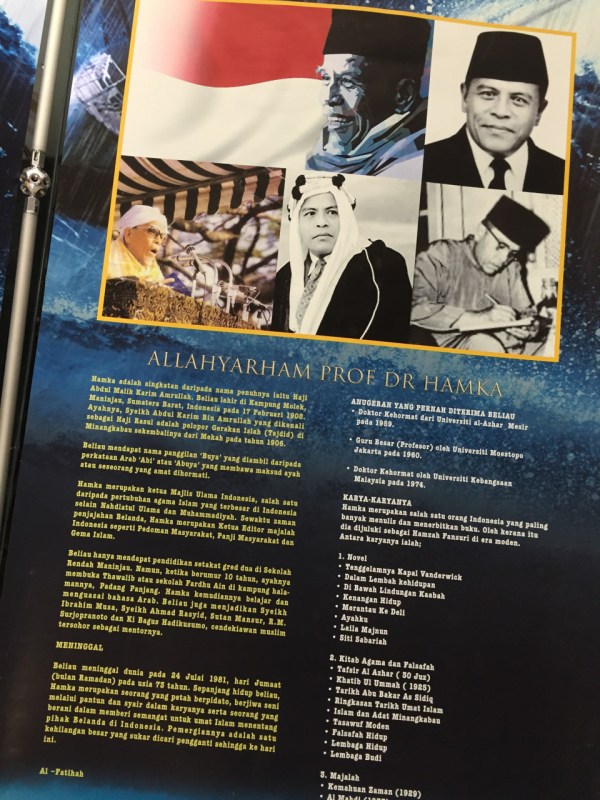 ALLAHYARHAM PROF DR HAMKA
Hamka adalah singkatan daripada nama penuhnya iaitu Haji
Abdul Malik Karim Amrullah. Beliau lahir di Kampung Molek,
Maninjau, Sumatera Barat, Indonesia pada 17 Februari 1908.
Ayahnya, Syeikh Abdul Karim Bin Amrullah yang dikenali
sebagai Haji Rasul adalah pelopor Gerakan Islah (Tajdid) di
Minangkabau sekembalinya dari Mekah pada tahun 1906.
Beliau mendapat nama panggilan 'Buya' yang diambil daripada
perkataan Arab 'Abi' atau 'Abuya' yang membawa maksud ayah
atau seseorang yang amat dihormati.
Hamka merupakan ketua Majlis Ulama Indonesia, salah satu
daripada pertubuhan agama Islam yang terbesar di Indonesia
selain Nahdlatul Ulama dan Muhammadiyah. Sewaktu zaman
penjajahan Belanda, Hamka merupakan Ketua Editor majalah
Indonesia seperti Pedoman Masyarakat, Panji Masyarakat dan
Gema Islam.
Beliau hanya mendapat pendidikan setakat gred dua di Sekolah
Rendah Maninjau. Namun, ketika berumur 10 tahun, ayahnya
membuka Thawalib atau sekolah Fardhu Ain di kampung hala-
mannya, Padang Panjang. Hamka kemudiannya belajar dan
menguasai bahasa Arab. Beliau juga menjadikan Syeikh
Ibrahim Musa, Syeikh Ahmad Rasyid, Sutan Mansur, R.M.
Surjopranoto dan Ki Bagus Hadikusumo, cendekiawan muslim
tersohor sebagai mentornya.
MENINGGAL
Beliau meninggal dunia pada 24 Julai 1981, hari Jumaat
(bulan Ramadan) pada usia 73 tahun. Sepanjang hidup beliau,
Hamka merupakan seorang yang petah berpidato, berjiwa seni
melalui pantun dan syair dalam karyanya serta seorang yang
berani dalam memberi semangat untuk umat Islam menentang
pihak Belanda di Indonesia. Pemergiannya adalah satu
kehilangan besar yang sukar dicari pengganti sehingga ke hari
ini.
Al -Fatihah
ANUGERAH YANG PERNAH DITERIMA BELIAU
• Doktor Kehormat dari Universiti al-Azhar Mesir
pada 1959.
• Guru Besar (Profesor) oleh Universiti Moestopo
Jakarta pada 1960.
• Doktor Kehormat oleh Universiti Kebengsaan
Malaysia pada 1974.
KARYA-KARYANYA
Hamka merupakan salah satu orang Indonesia yang paling
banyak menulis dan menerbitkan buku. Oleh kerana itu
dia dijuluki sebagai Hamzah Fansuri di era moden.
Antara karyanya ialah;
1. Novel
• Tenggelamnya Kapal Vanderwick
• Dalam Lembah kehidupan
• Di Bawah Lindungan Kaabah
• Kenangan Hidup
• Merantau Ke Deli
• Ayahku
• Laila Majnun
• Siti Sabariah
2. Kitab Agama dan Falsafah
• Tafsir Al Azhar ( 30 Juz)
• Khatib Ul Ummah ( 1925)
• Tarikh Abu Bakar As Sidiq
• Ringkasan Tarikh Umat Islam
• Islam dan Adat Minangkabau
• Tasawuf Moden
• Falsafah Hidup
• Lembaga Hidup
• Lembaga Budi
3. Majalah
• Kemahuan Zaman (1929)
• Al Mahdi